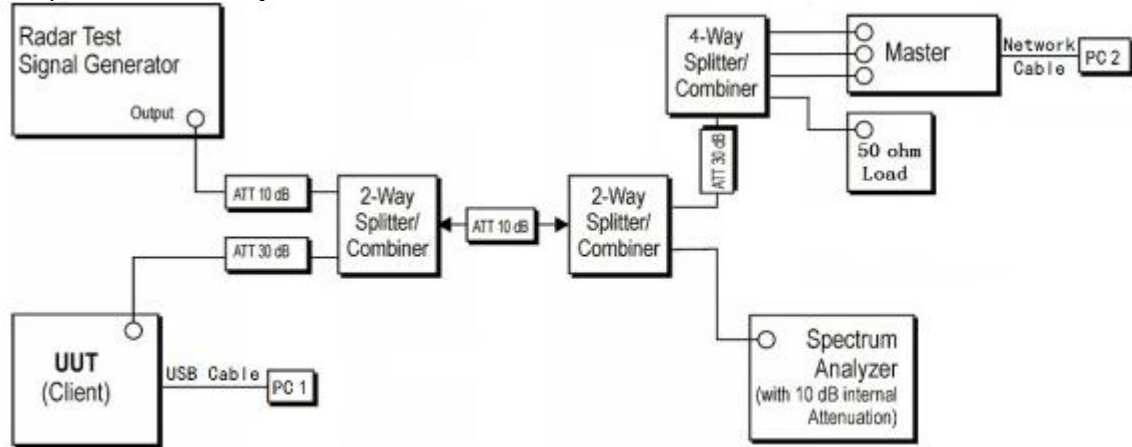 Radar Test
Signal Generator
Output
ATT 10 dB
ATT 30 dB
2-Way
Splitter/
Combiner
ATT 10 dB
2-Way
Splitter/
Combiner
ATT 30 dB
4-Way
Splitter/
Combiner
Master
Network
Cable
PC 2
50 ohm
Load
UUT
(Client)
USB Cable
PC 1
Spectrum
Analyzer
(with 10 dB internal
Attenuation)